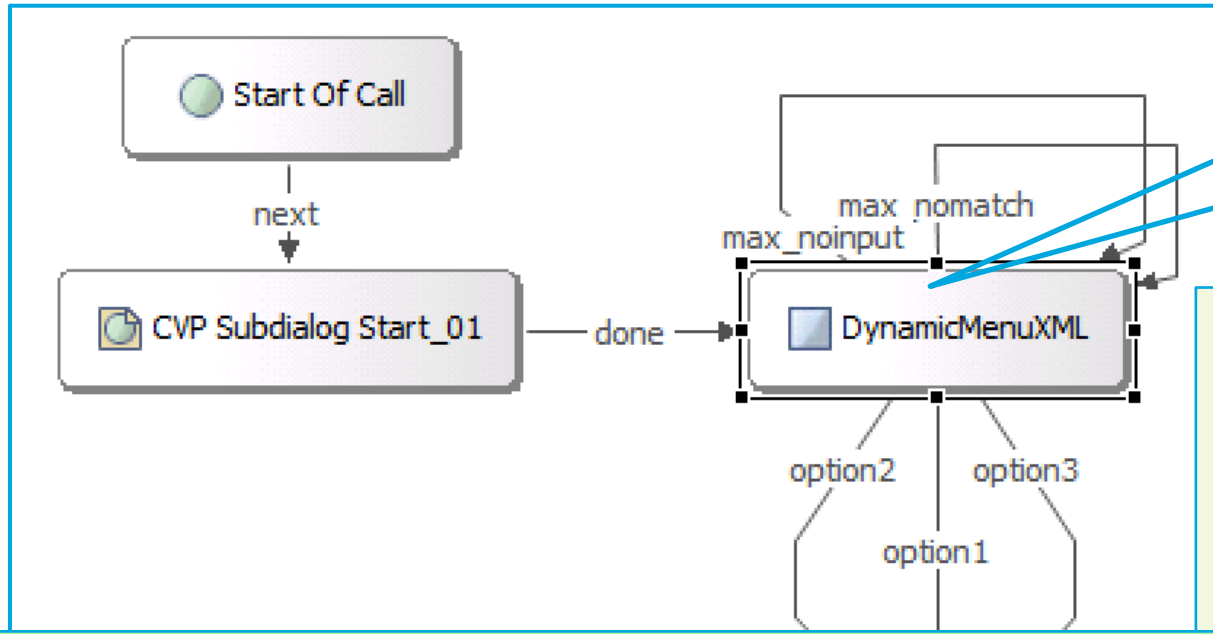 Start Of Call
next
max_nomatch
max_noinput
CVP Subdialog Start_01
done
DynamicMenuXML
option2
option3
option1